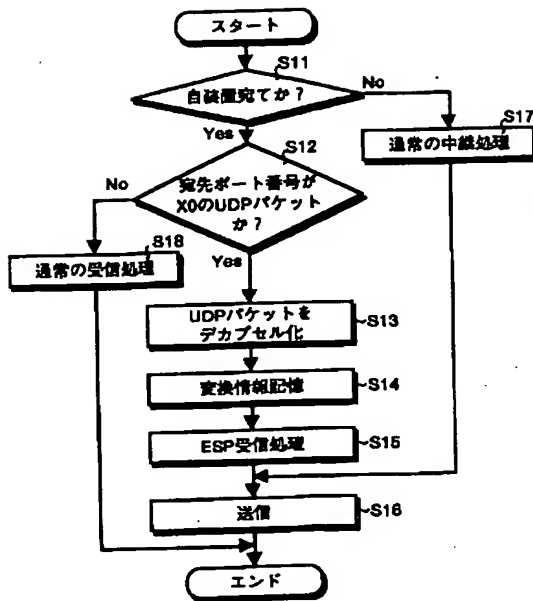 スタート
S11
自装置宛てか?
No
S17
Yes
通常の中継処理
S12
宛先ポート番号が
X0のUDPパケット
か?
No
S18
通常の受信処理
Yes
UDPパケットを
デカプセル化
S13
変換情報記憶
S14
ESP受信処理
S15
送信
S16
エンド